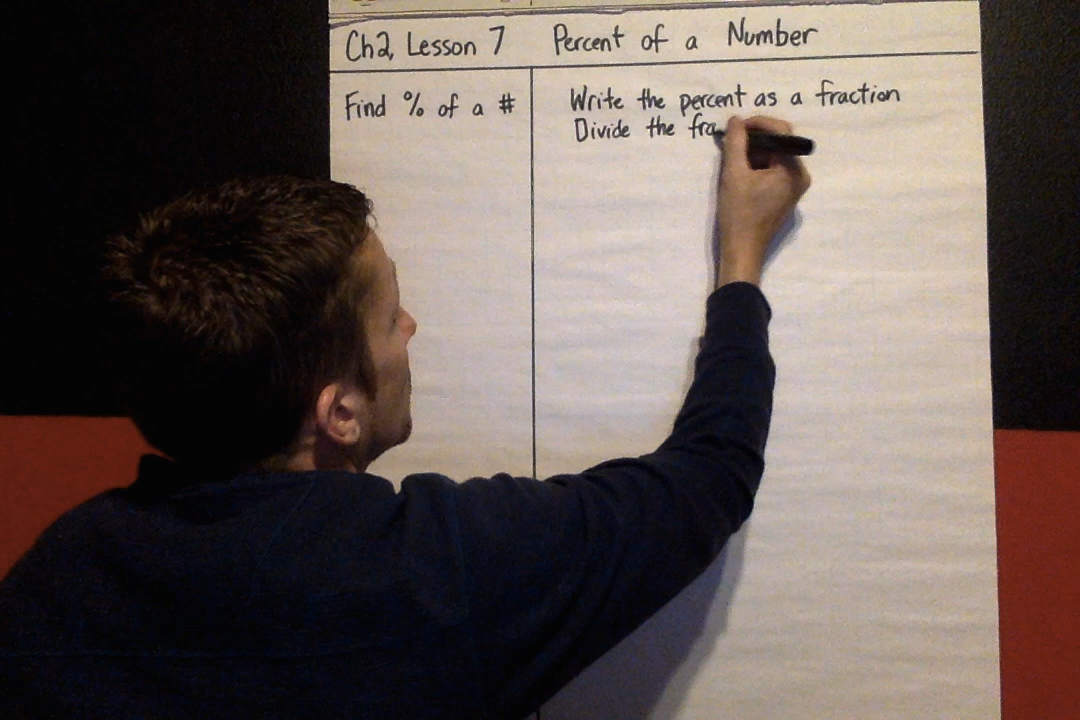 Ch2, Lesson 7 Percent of a Number
Find % of a #
Write the percent as a fraction
Divide the fra